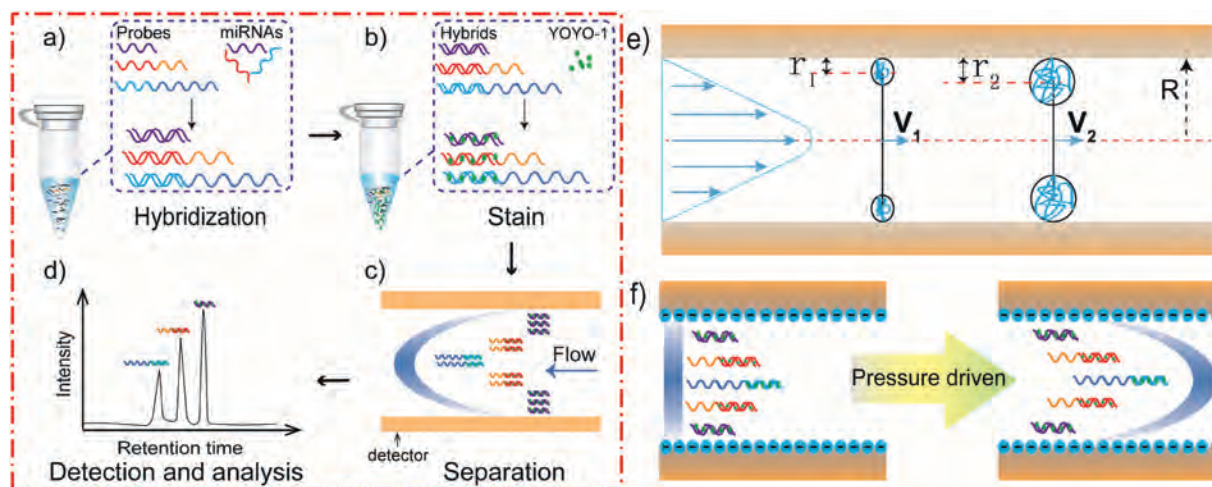 a)
Probes
miRNAs
Hybridization
b)
Hybrids
YOYO-1
Stain
c)
Flow
detector
Separation
d)
Intensity
Retention time
Detection and analysis
e)
r1
r2
R
V1
V2
f)
Pressure driven